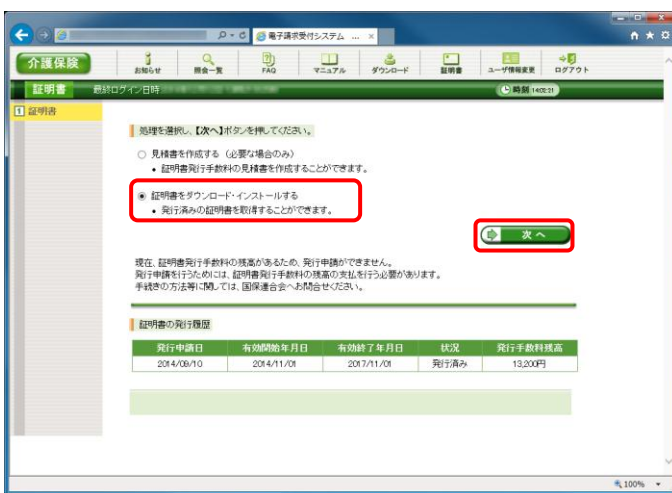 電子請求受付システム ...
介護保険
お知らせ 照会一覧 FAQ マニュアル ダウンロード 証明書 ユーザ情報変更 ログアウト
証明書 最終ログイン日時
時刻 14:02:31
1 証明書
処理を選択し、【次へ】ボタンを押してください。
見積書を作成する (必要な場合のみ)
• 証明書発行手数料の見積書を作成することができます。
証明書をダウンロード・インストールする
• 発行済みの証明書を取得することができます。
次 へ
現在、証明書発行手数料の残高があるため、発行申請ができません。
発行申請を行うためには、証明書発行手数料の残高の支払を行う必要があります。
手続きの方法等に関しては、国保連合会へお問合せください。
証明書の発行履歴
発行申請日 有効開始年月日 有効終了年月日 状況 発行手数料残高
2014/09/10 2014/11/01 2017/11/01 発行済み 13,200円
100%